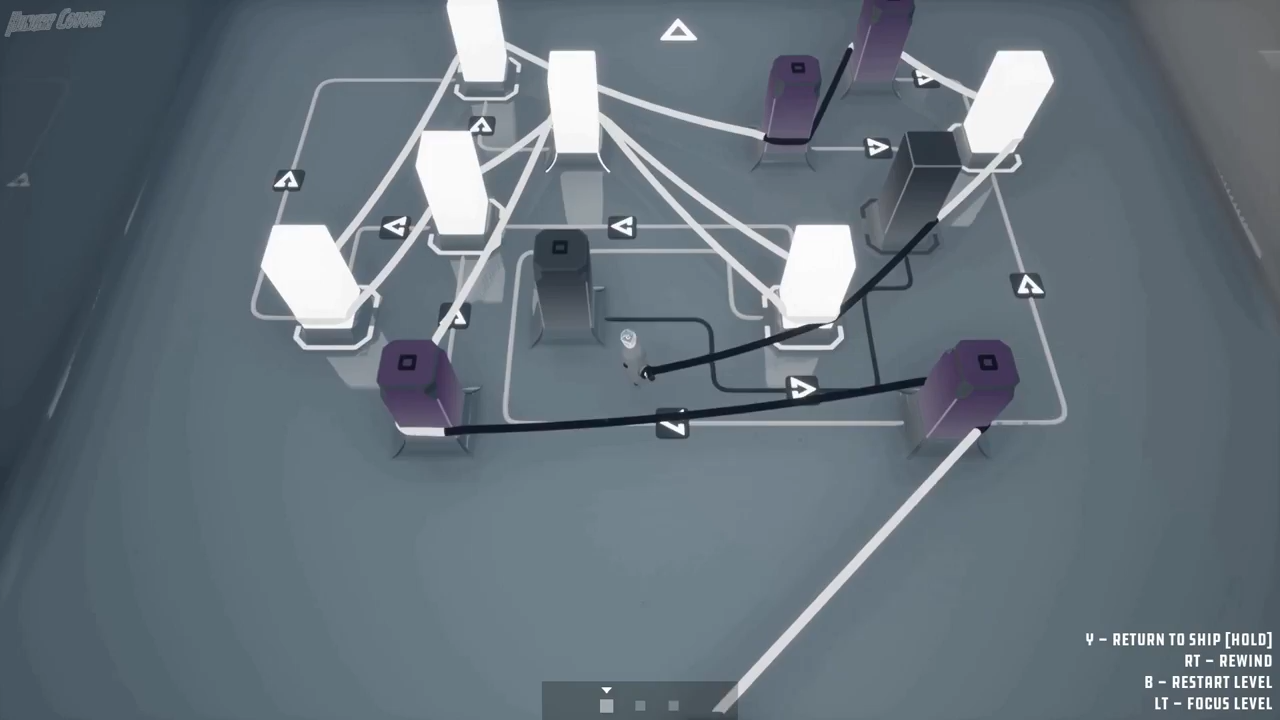 Y - RETURN TO SHIP [HOLD]
RT - REWIND
B - RESTART LEVEL
LT - FOCUS LEVEL